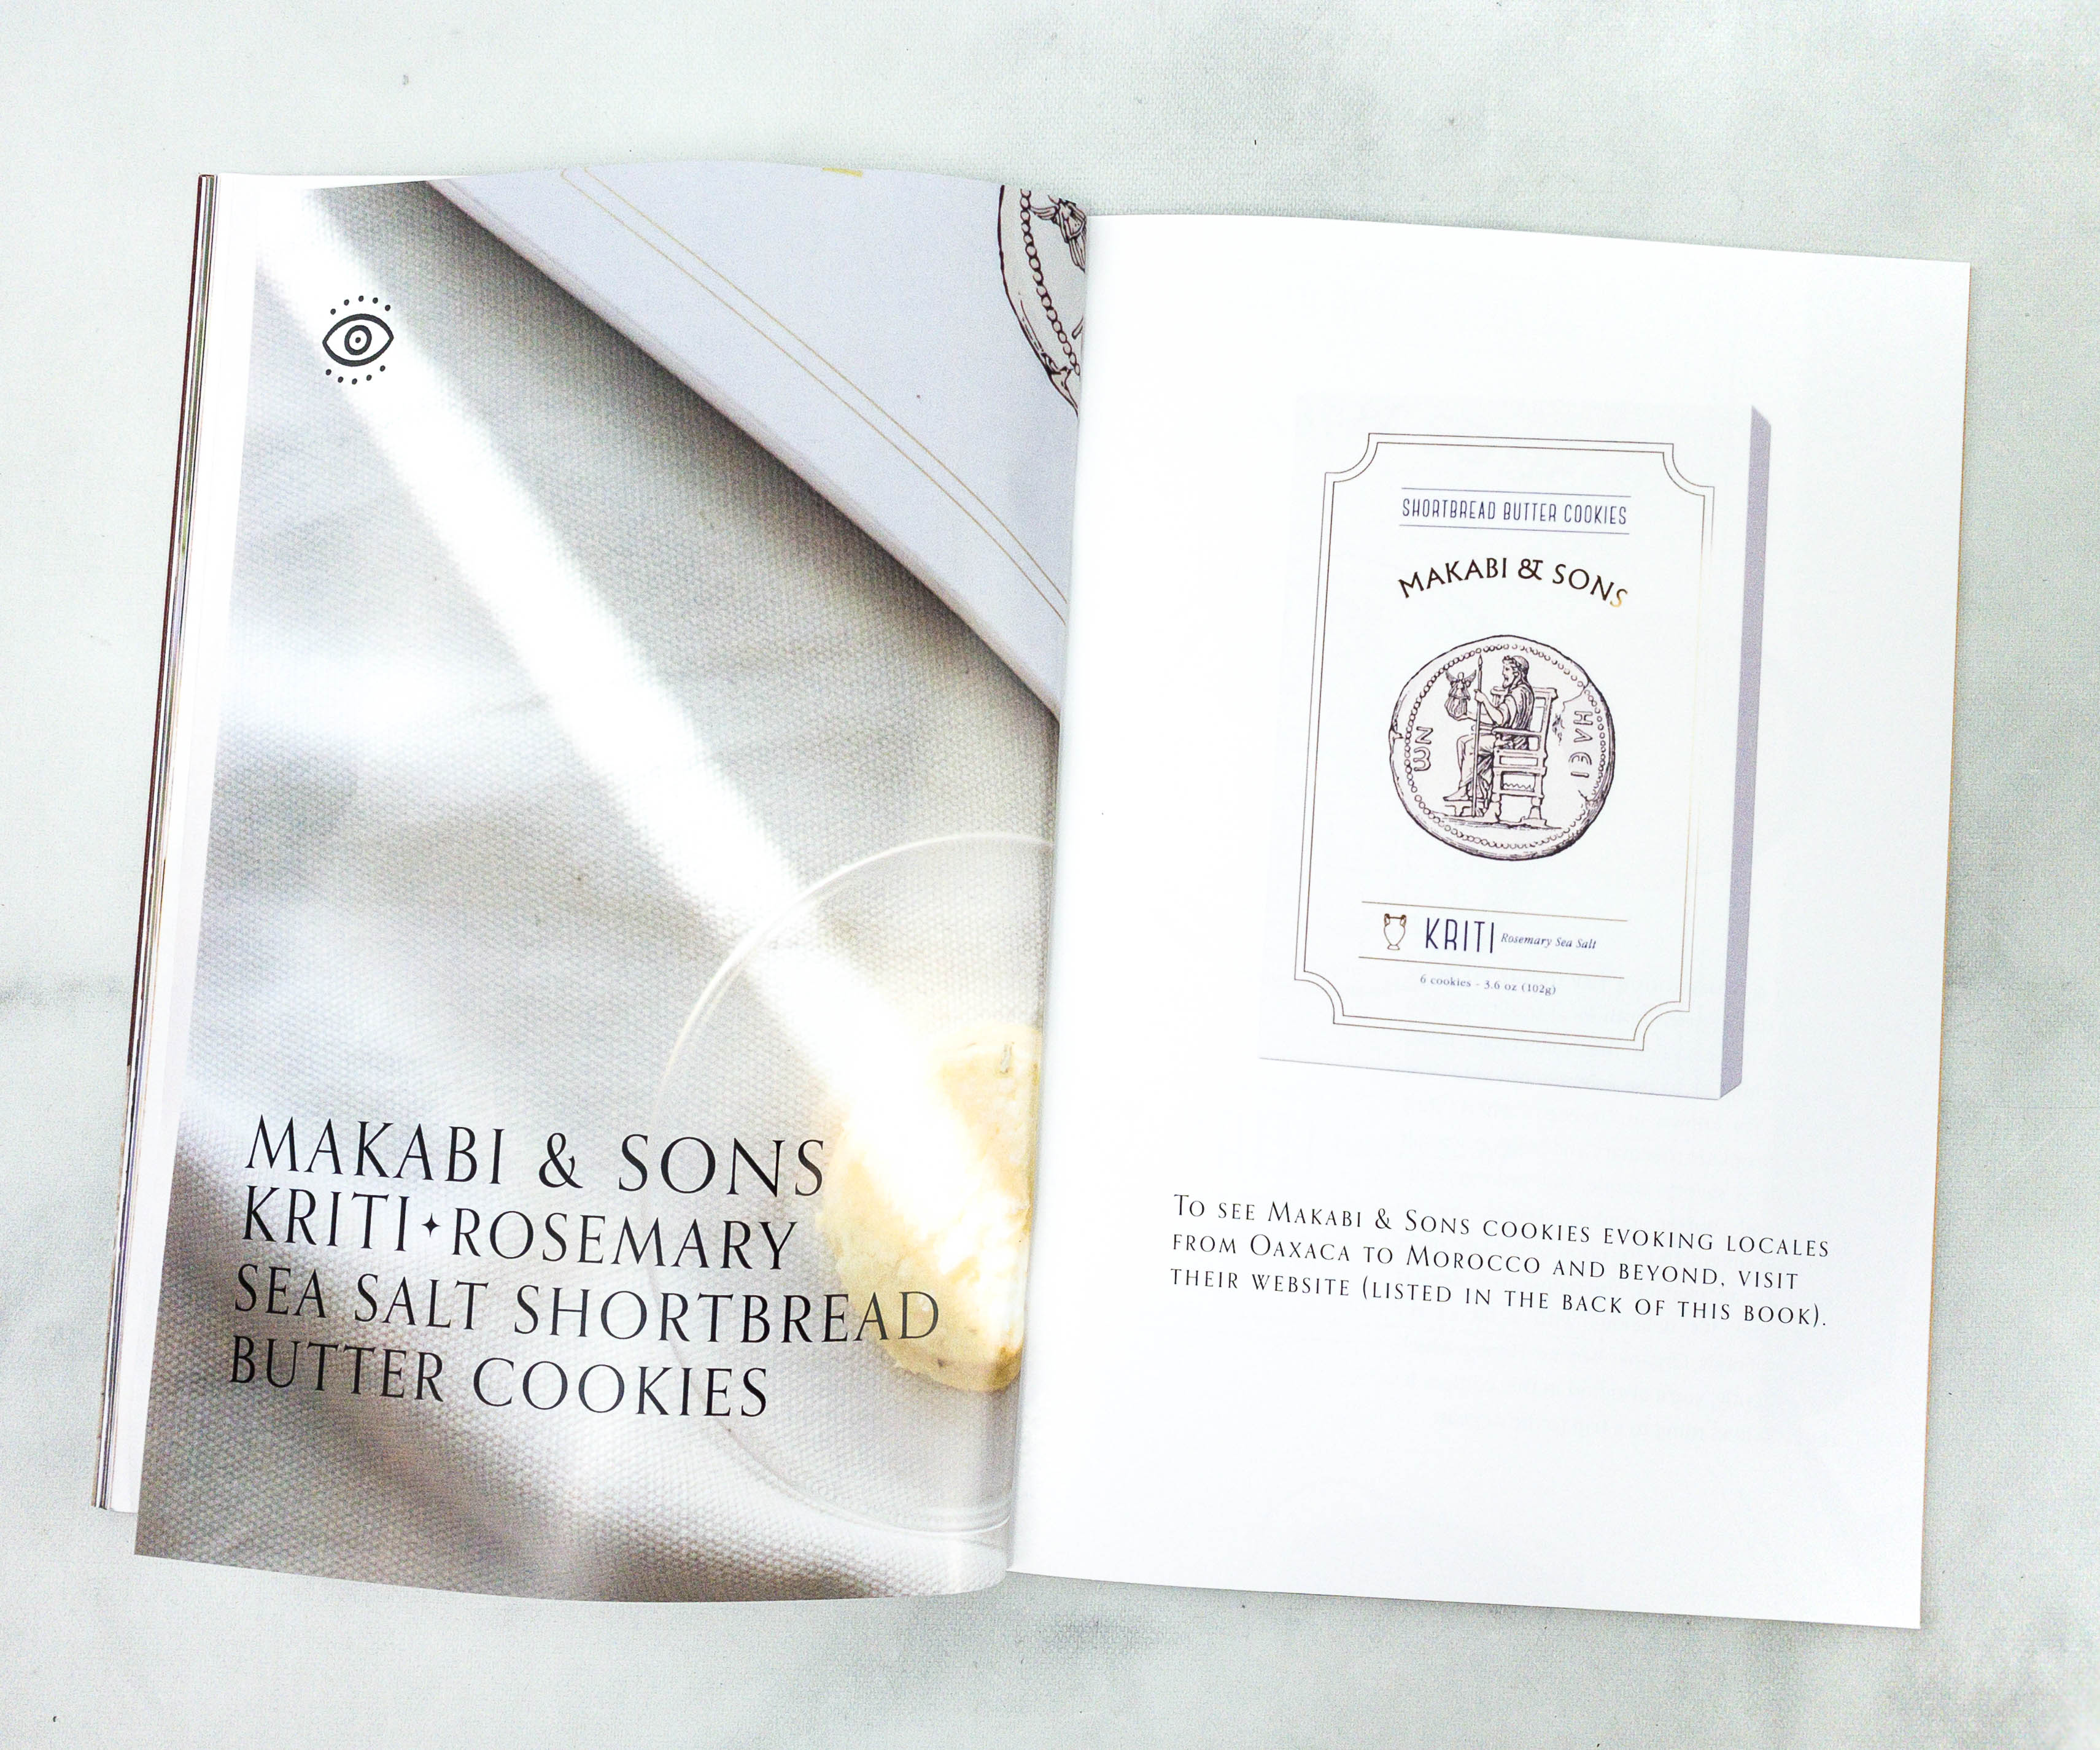 MAKABI & SONS
KRITI✦ROSEMARY
SEA SALT SHORTBREAD
BUTTER COOKIES
SHORTBREAD BUTTER COOKIES
MAKABI & SONS
KRITI Rosemary Sea Salt
6 cookies - 3.6 oz (102g)
TO SEE MAKABI & SONS COOKIES EVOKING LOCALES
FROM OAXACA TO MOROCCO AND BEYOND, VISIT
THEIR WEBSITE (LISTED IN THE BACK OF THIS BOOK).